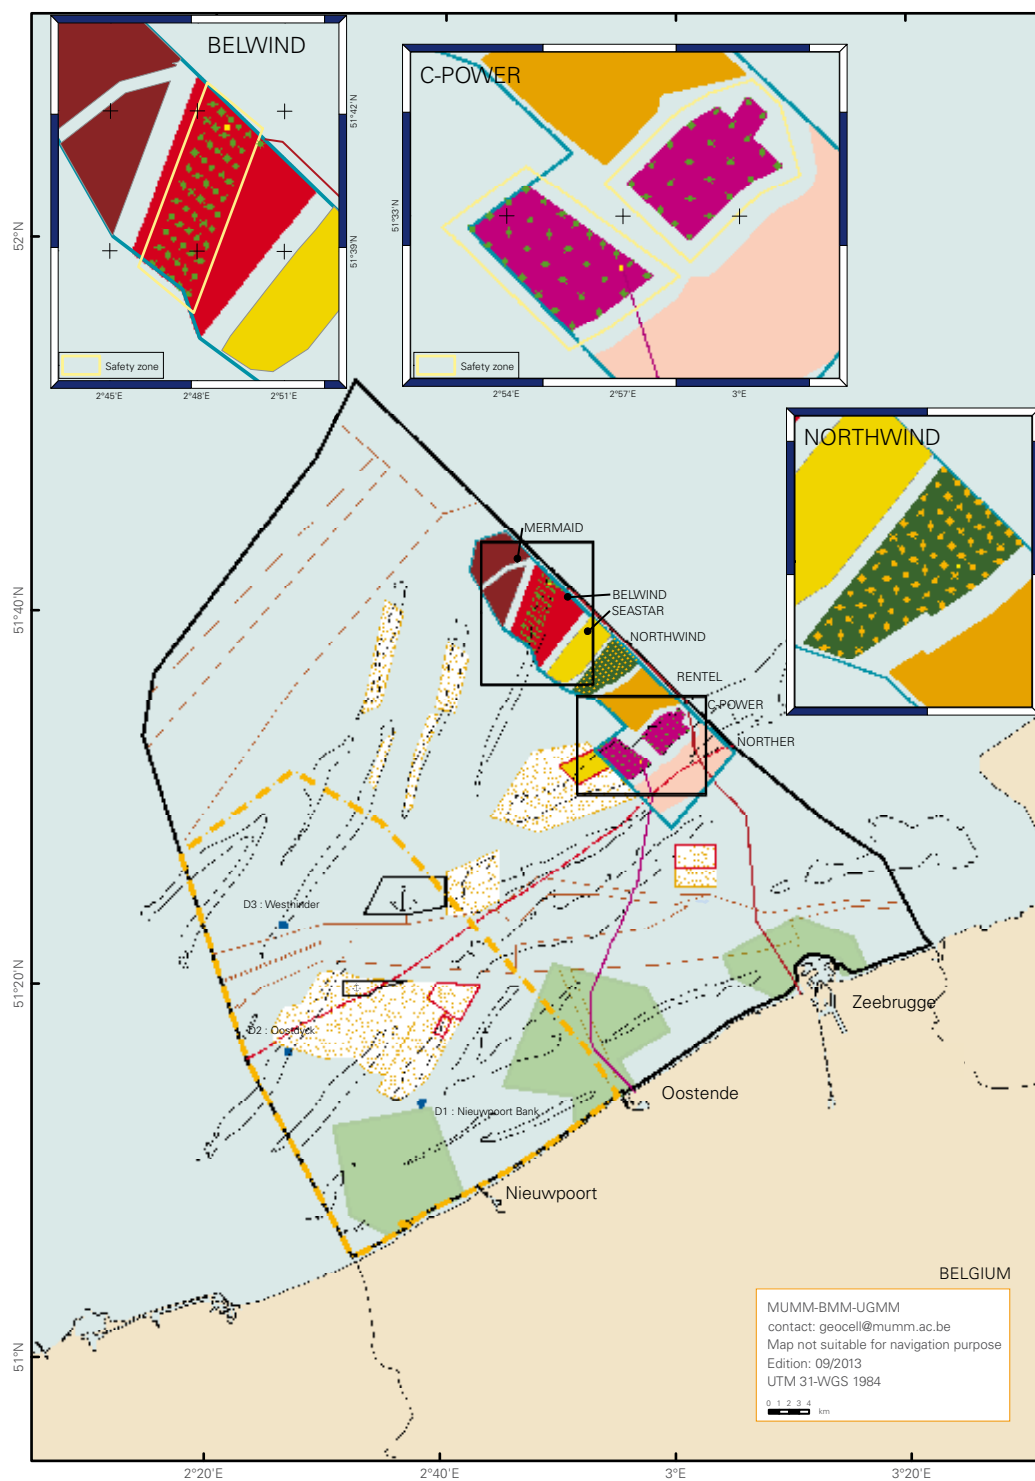 BELWIND
51°42'N
51°39'N
Safety zone
2°45'E
2°48'E
2°51'E
C-POWER
51°33'N
Safety zone
2°54'E
2°57'E
3°E
NORTHWIND
52°N
MERMAID
BELWIND
SEASTAR
NORTHWIND
RENTEL
C-POWER
NORTHER
51°40'N
D3 : Westhinder
51°20'N
D2 : Oostdyck
Zeebrugge
Oostende
D1 : Nieuwpoort Bank
Nieuwpoort
BELGIUM
MUMM-BMM-UGMM
contact: geocell@mumm.ac.be
Map not suitable for navigation purpose
Edition: 09/2013
UTM 31-WGS 1984
0 1 2 3 4
km
51°N
2°20'E
2°40'E
3°E
3°20'E